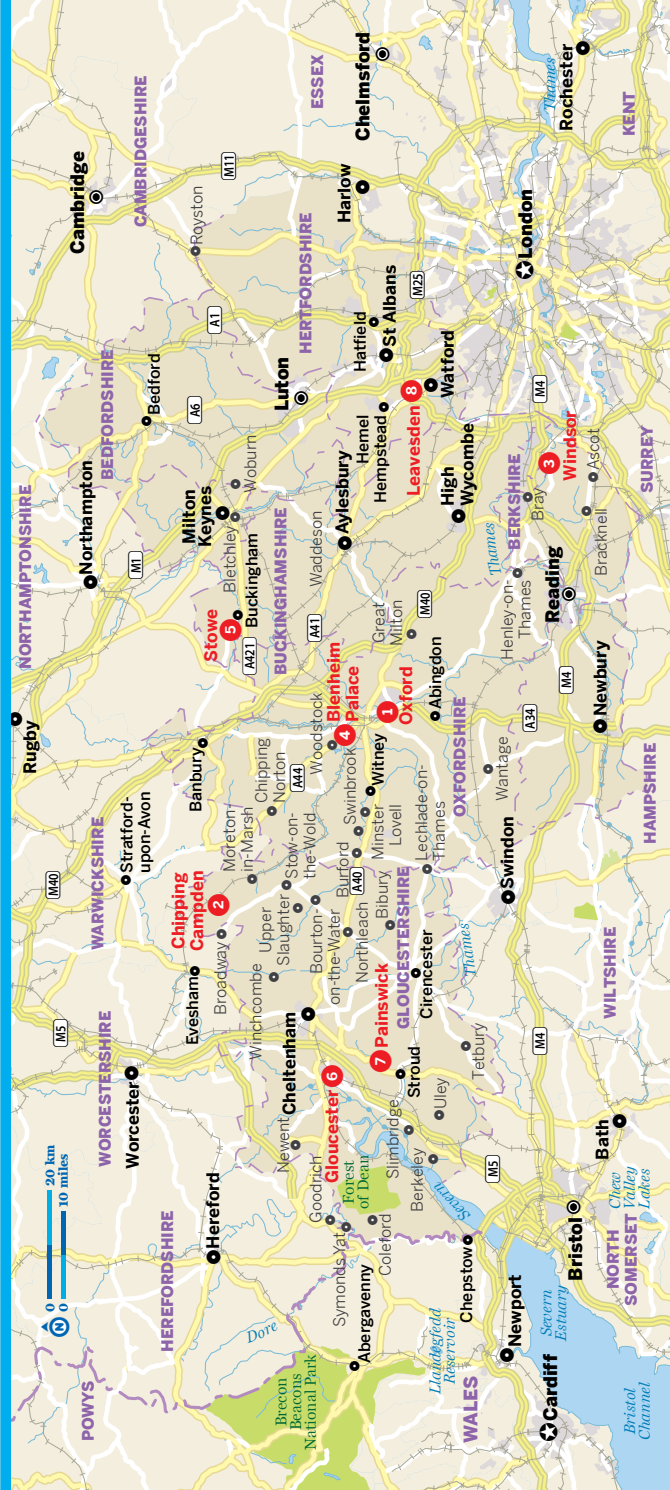 0
20 km
0
10 miles
N
POWYS
HEREFORDSHIRE
Hereford
Dore
Brecon
Beacons
National Park
Abergavenny
WALES
Newport
Cardiff
Bristol
Channel
Severn
Estuary
Reservoir
Chepstow
Symonds Yat
Goodrich
Coleford
Forest
of Dean
Newent
WORCESTERSHIRE
Worcester
M5
Evesham
Broadway
Winchcombe
Cheltenham
Gloucester
6
Painswick
7
Stroud
Slimbridge
Berkeley
Uley
Severn
M5
Tetbury
Bristol
NORTH
SOMERSET
Chew
Valley
Lakes
Bath
M4
WILTSHIRE
Thames
Cirencester
GLOUCESTERSHIRE
Bibury
Northleach
Bourton-
on-the-Water
Upper
Slaughter
Stow-on-
the-Wold
Moreton-
in-Marsh
Chipping
Campden
2
WARWICKSHIRE
M40
Stratford-
upon-Avon
Rugby
Banbury
Chipping
Norton
A44
Burford
A40
Swinbrook
Minster
Lovell
Witney
Woodstock
Blenheim
Palace
4
Oxford
1
Lechlade-on-
Thames
OXFORDSHIRE
Swindon
Wantage
A34
Abingdon
Newbury
HAMPSHIRE
M4
Great
Milton
M40
A41
BUCKINGHAMSHIRE
Stowe
5
A421
Buckingham
NORTHAMPTONSHIRE
Northampton
M1
Milton
Keynes
Bletchley
Woburn
Waddeson
Aylesbury
High
Wycombe
Thames
Henley-on-
Thames
Reading
BERKSHIRE
Bray
Bracknell
Ascot
Windsor
3
SURREY
M4
BEDFORDSHIRE
Bedford
A6
A1
Luton
HERTFORDSHIRE
Hemel
Hempstead
Leavesden
8
Watford
St Albans
Hatfield
M25
London
CAMBRIDGESHIRE
Cambridge
Royston
M11
Harlow
ESSEX
Chelmsford
Thames
Rochester
KENT